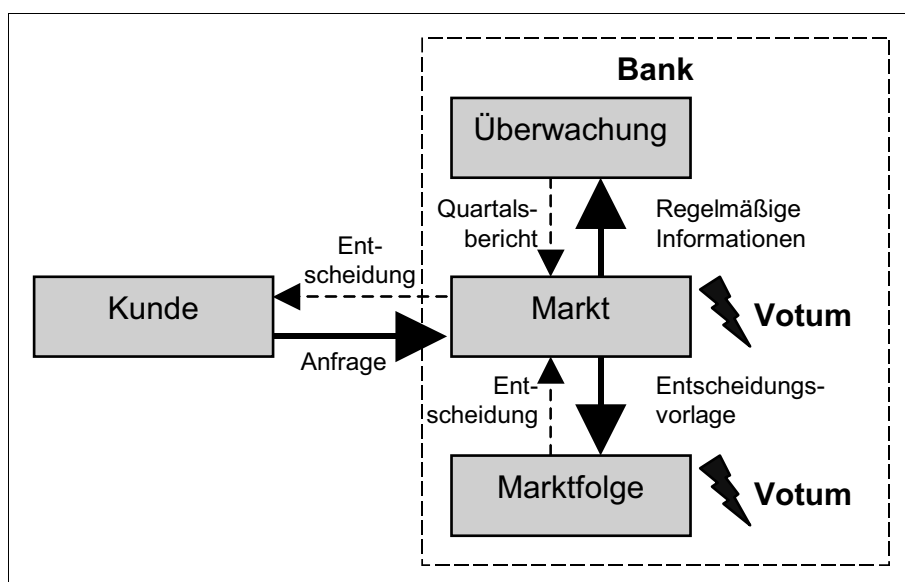 Bank
Überwachung
Quartals-
bericht
Regelmäßige
Informationen
Ent-
scheidung
Kunde
Markt
Votum
Anfrage
Ent-
scheidung
Entscheidungs-
vorlage
Marktfolge
Votum